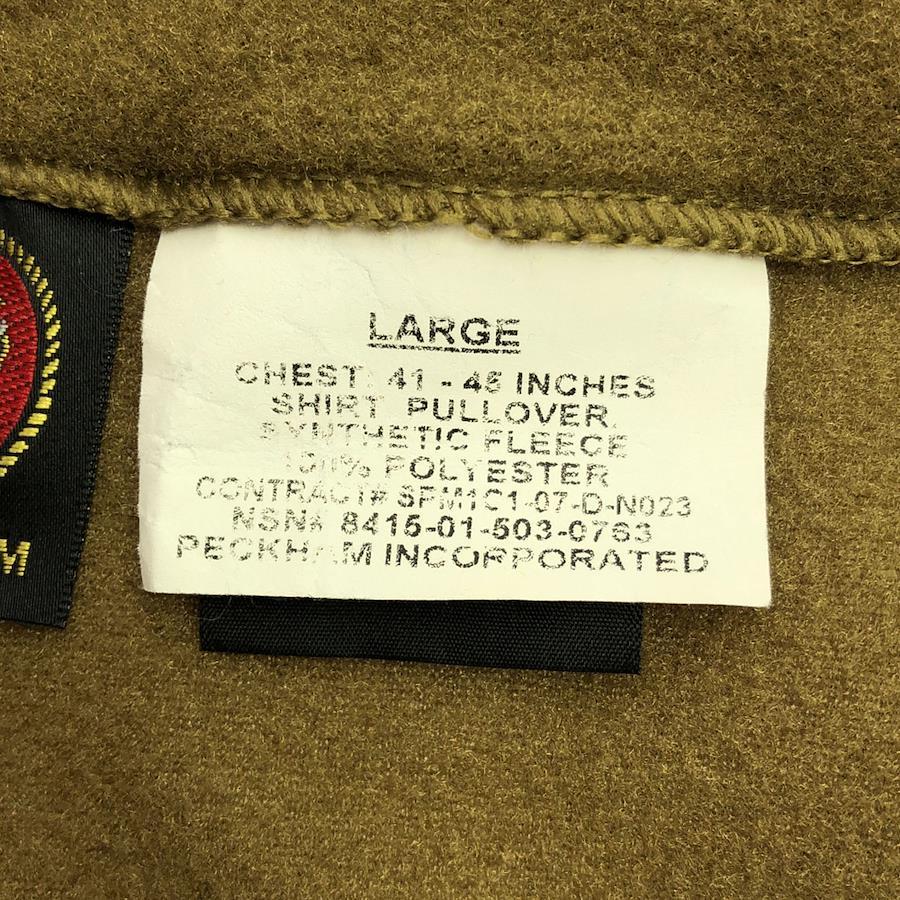 LARGE
CHEST: 41 - 45 INCHES
SHIRT, PULLOVER,
SYNTHETIC FLEECE
100% POLYESTER
CONTRACT# SPM1C1-07-D-N023
NSN# 8415-01-503-0763
PECKHAM INCORPORATED
M